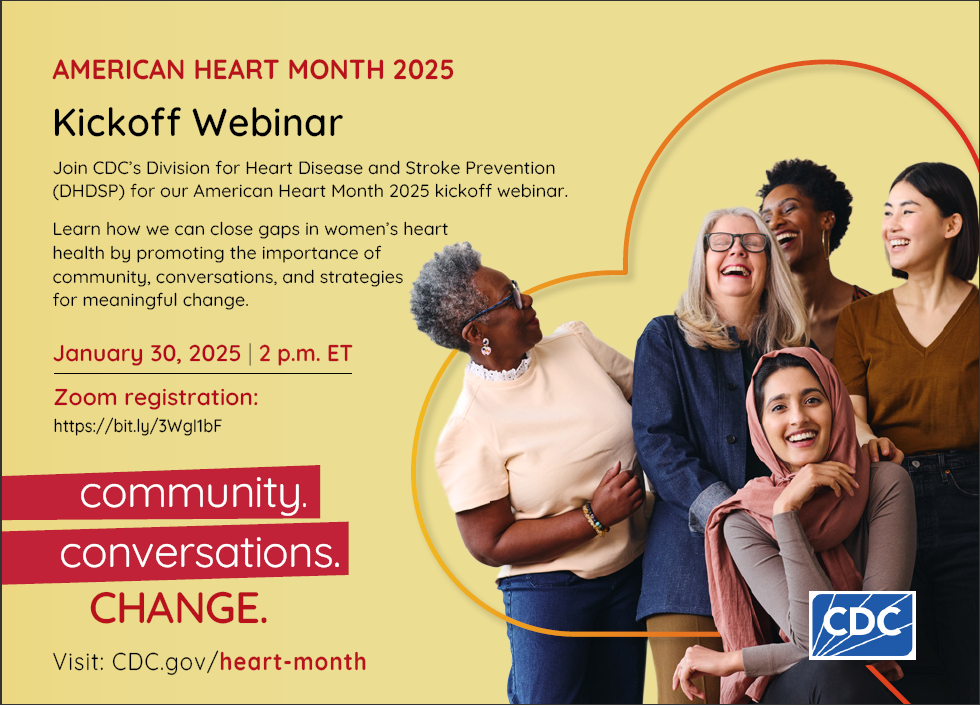 AMERICAN HEART MONTH 2025
Kickoff Webinar
Join CDC’s Division for Heart Disease and Stroke Prevention
(DHDSP) for our American Heart Month 2025 kickoff webinar.
Learn how we can close gaps in women’s heart
health by promoting the importance of
community, conversations, and strategies
for meaningful change.
January 30, 2025 | 2 p.m. ET
Zoom registration:
https://bit.ly/3WgI1bF
community.
conversations.
CHANGE.
Visit: CDC.gov/heart-month
CDC